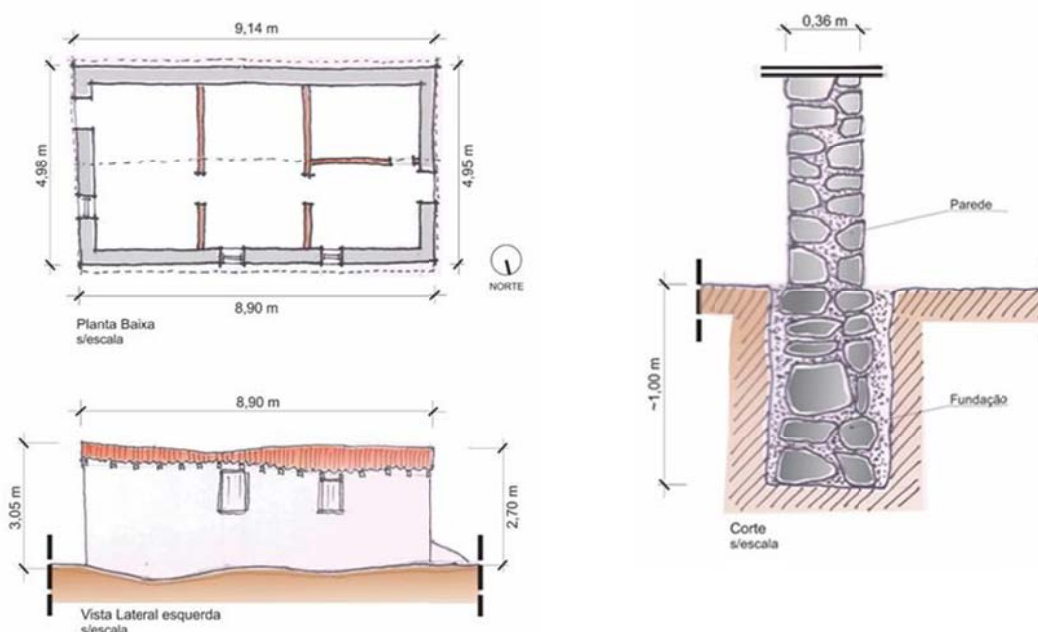 9,14 m
4,98 m
4,95 m
NORTE
8,90 m
Planta Baixa
s/escala
8,90 m
3,05 m
2,70 m
Vista Lateral esquerda
s/escala
0,36 m
Parede
~1,00 m
Fundação
Corte
s/escala